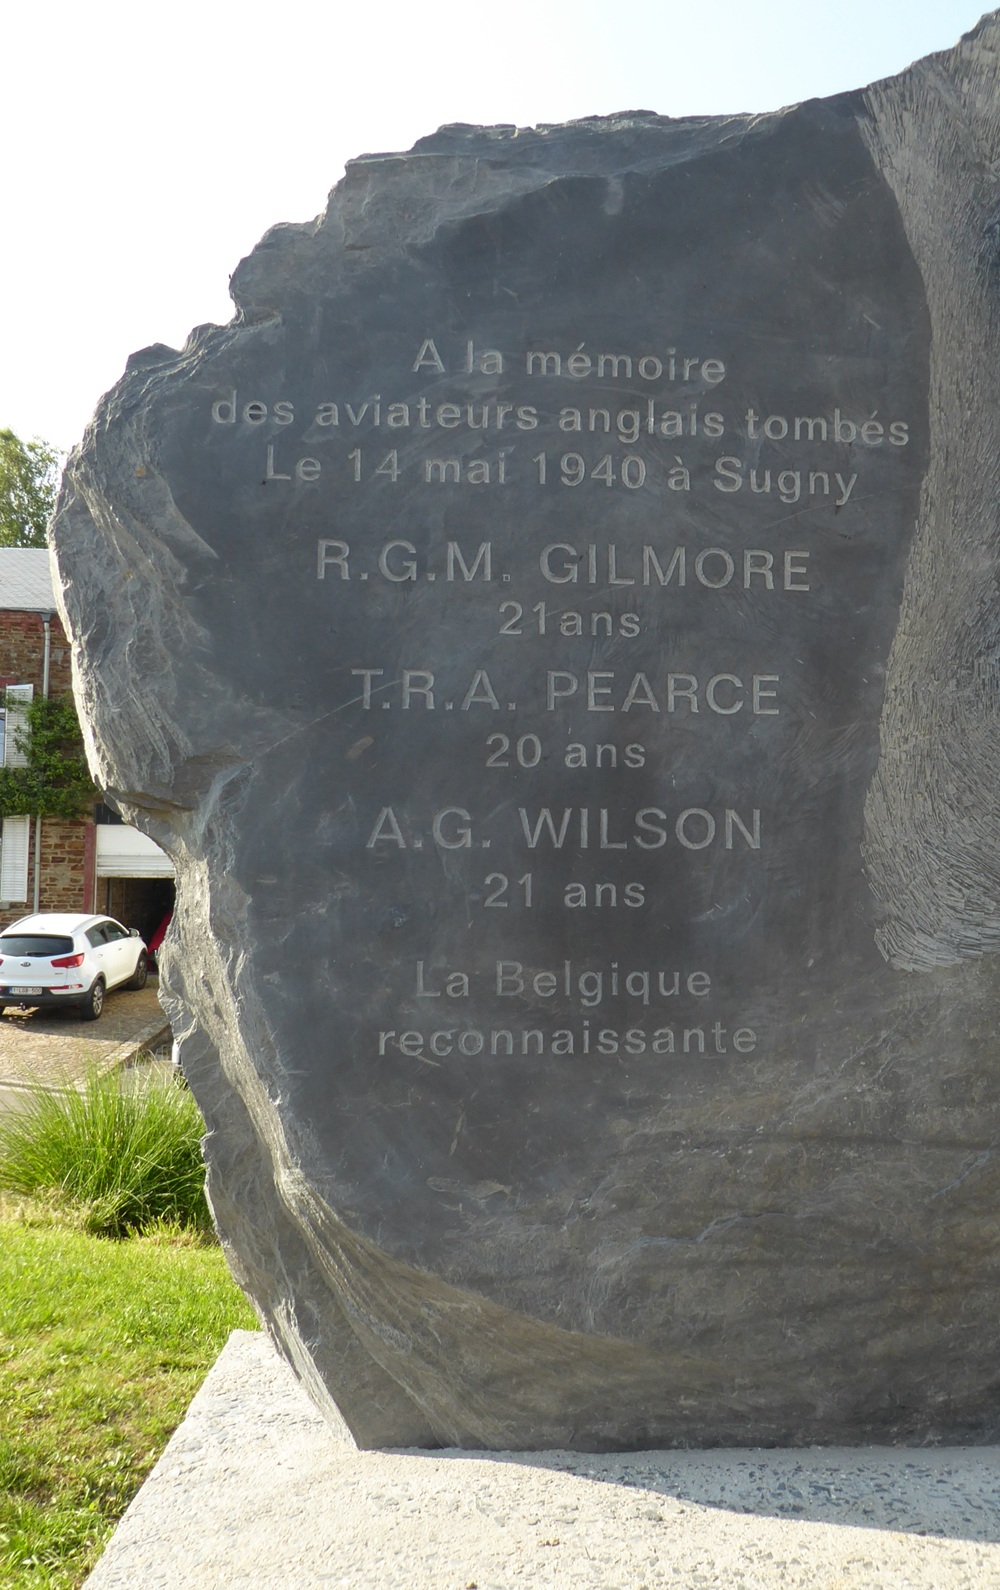 A la mémoire
des aviateurs anglais tombés
Le 14 mai 1940 à Sugny
R.G.M. GILMORE
21ans
T.R.A. PEARCE
20 ans
A.G. WILSON
21 ans
La Belgique
reconnaissante